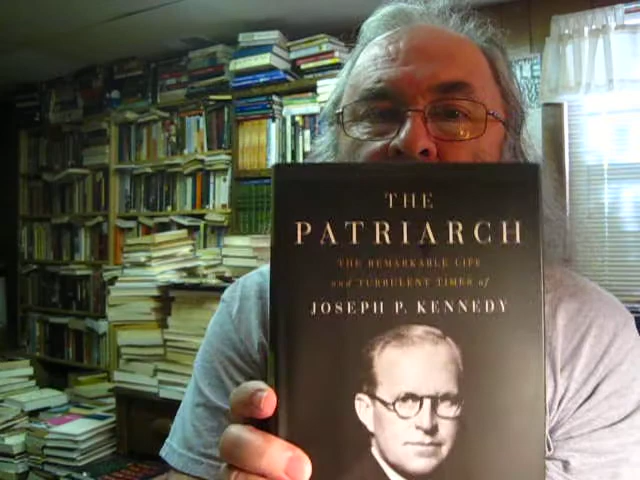 THE
PATRIARCH
THE REMARKABLE LIFE
and TURBULENT TIMES of
JOSEPH P. KENNEDY